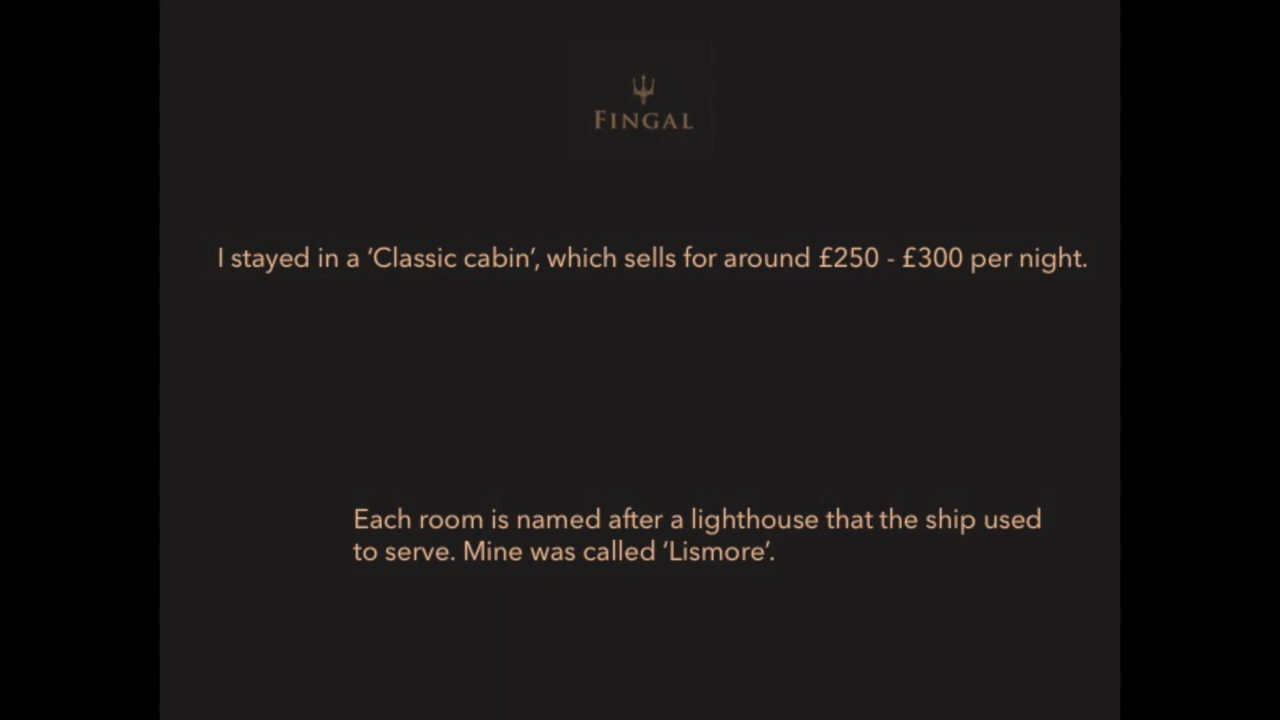 FINGAL
I stayed in a ‘Classic cabin’, which sells for around £250 - £300 per night.
Each room is named after a lighthouse that the ship used
to serve. Mine was called ‘Lismore’.